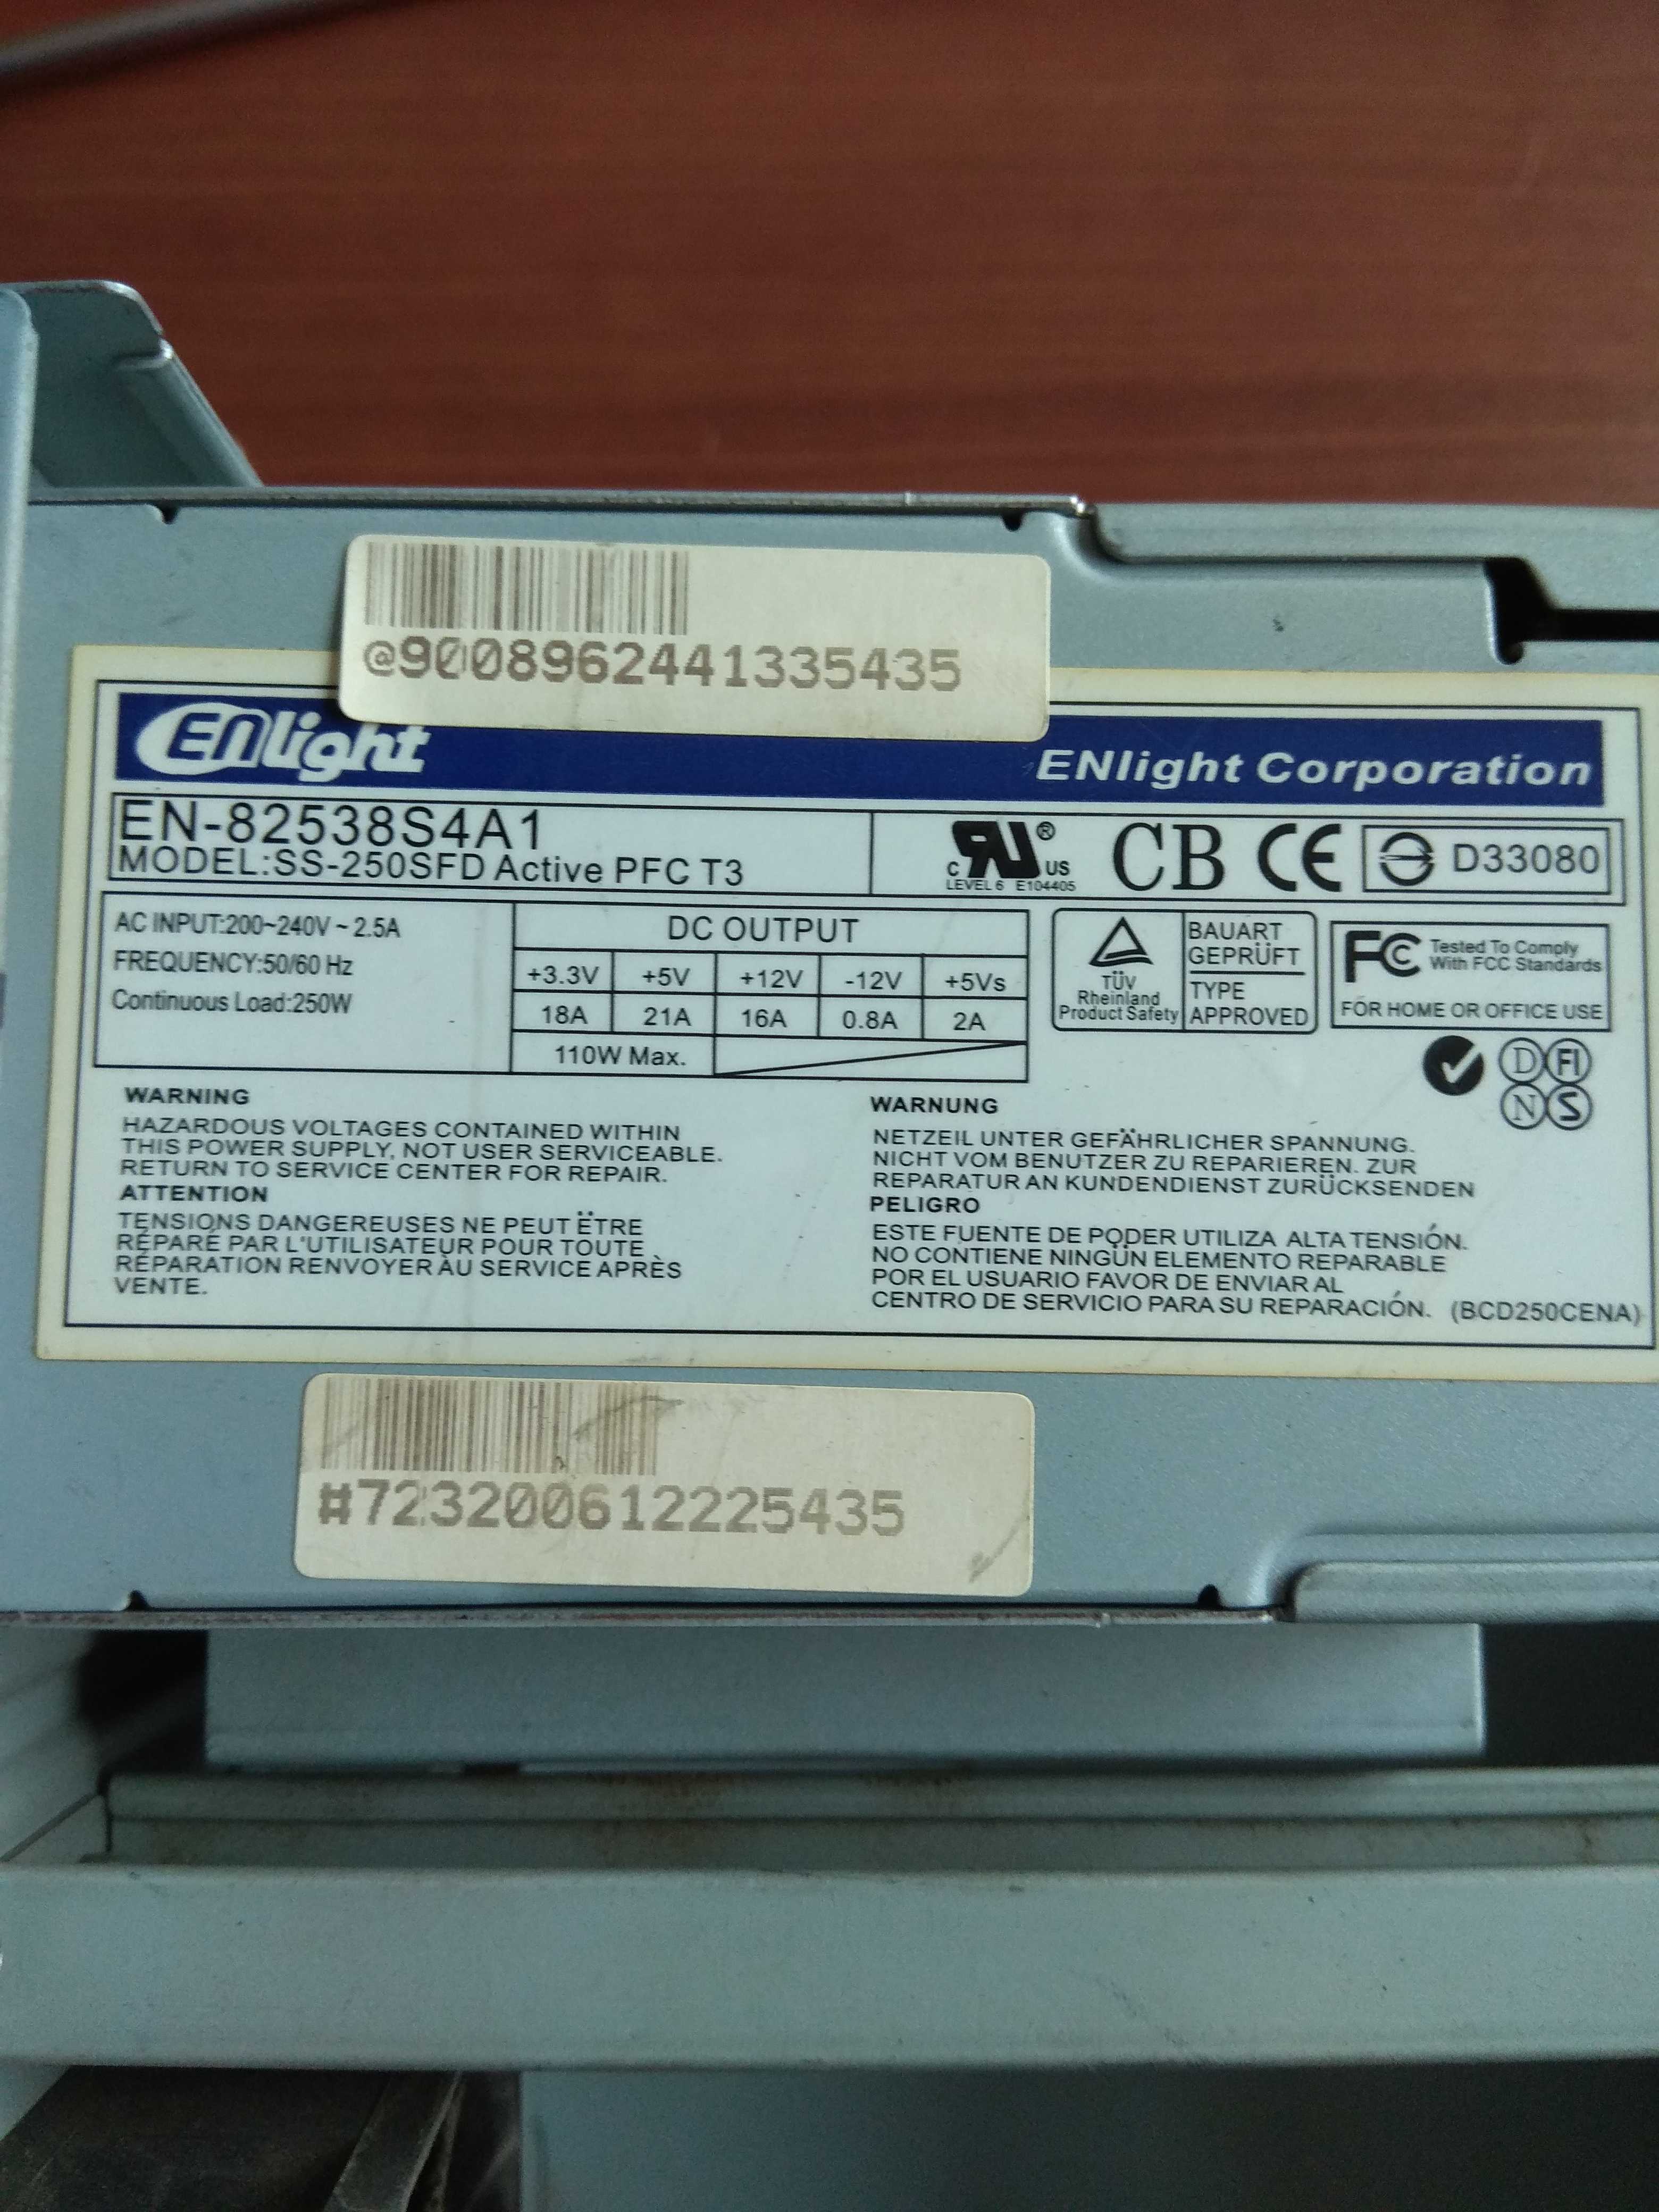 @9008962441335435
ENlight
ENlight Corporation
EN-82538S4A1
MODEL:SS-250SFD Active PFC T3
C RU ® US
LEVEL 6 E104405
CB CE D33080
AC INPUT:200~240V ~ 2.5A
FREQUENCY:50/60 Hz
Continuous Load:250W
DC OUTPUT
+3.3V +5V +12V -12V +5Vs
18A 21A 16A 0.8A 2A
110W Max.
TÜV
Rheinland
Product Safety
BAUART
GEPRÜFT
TYPE
APPROVED
FC Tested To Comply
With FCC Standards
FOR HOME OR OFFICE USE
D FI
N S
WARNING
HAZARDOUS VOLTAGES CONTAINED WITHIN
THIS POWER SUPPLY, NOT USER SERVICEABLE.
RETURN TO SERVICE CENTER FOR REPAIR.
ATTENTION
TENSIONS DANGEREUSES NE PEUT ËTRE
RÉPARÉ PAR L'UTILISATEUR POUR TOUTE
RÉPARATION RENVOYER AU SERVICE APRÈS
VENTE.
WARNUNG
NETZEIL UNTER GEFÄHRLICHER SPANNUNG.
NICHT VOM BENUTZER ZU REPARIEREN. ZUR
REPARATUR AN KUNDENDIENST ZURÜCKSENDEN
PELIGRO
ESTE FUENTE DE PODER UTILIZA ALTA TENSIÓN.
NO CONTIENE NINGÜN ELEMENTO REPARABLE
POR EL USUARIO FAVOR DE ENVIAR AL
CENTRO DE SERVICIO PARA SU REPARACIÓN. (BCD250CENA)
#723200612225435